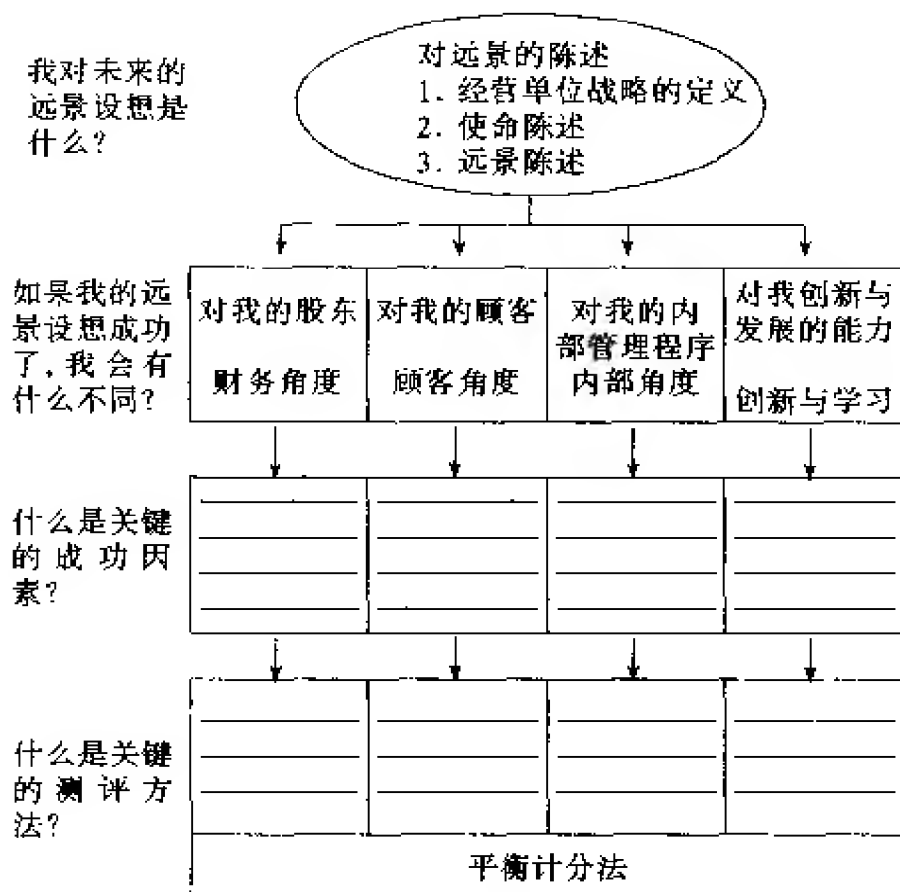 我对未来的
远景设想是
什么?
对远景的陈述
1. 经营单位战略的定义
2. 使命陈述
3. 远景陈述
如果我的远
景设想成功
了,我会有
什么不同?
对我的股东
财务角度
对我的顾客
顾客角度
对我的内
部管理程序
内部角度
对我创新与
发展的能力
创新与学习
什么是关键
的成功因
素?
什么是关键
的测评方
法?
平衡计分法